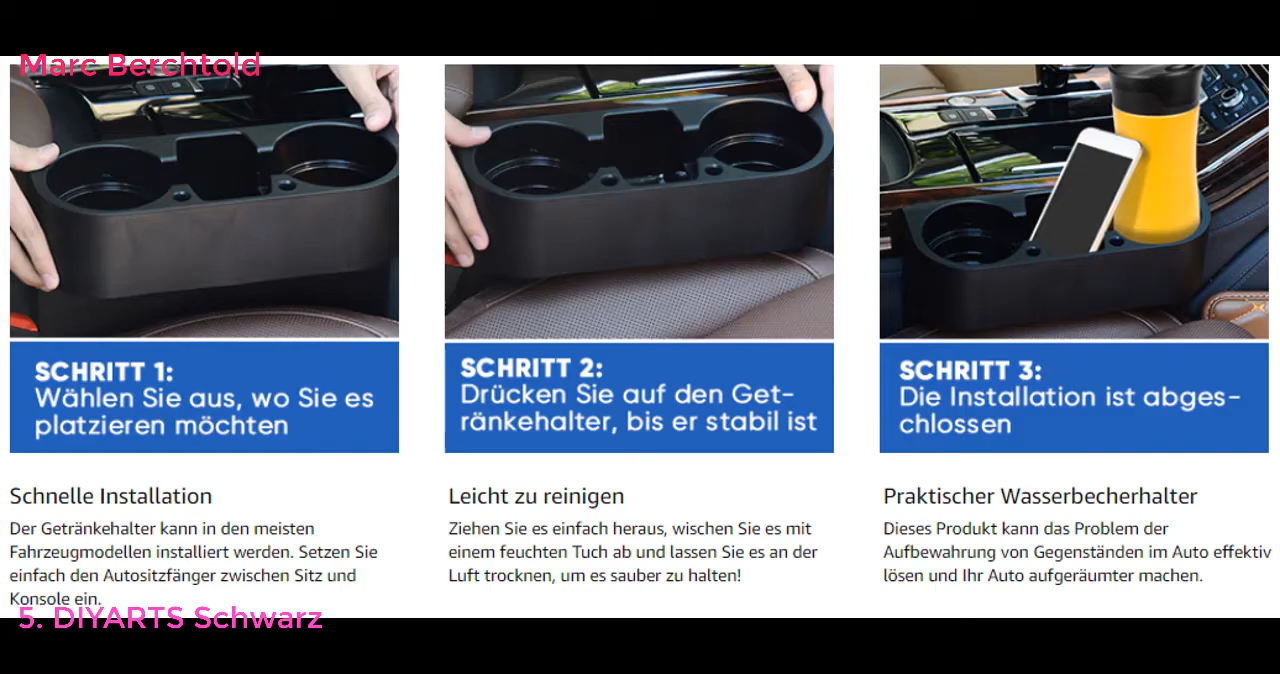 Marc Berchtold
SCHRITT 1:
Wählen Sie aus, wo Sie es
platzieren möchten
SCHRITT 2:
Drücken Sie auf den Get-
ränkehalter, bis er stabil ist
SCHRITT 3:
Die Installation ist abges-
chlossen
Schnelle Installation
Der Getränkehalter kann in den meisten
Fahrzeugmodellen installiert werden. Setzen Sie
einfach den Autositzfänger zwischen Sitz und
Konsole ein.
Leicht zu reinigen
Ziehen Sie es einfach heraus, wischen Sie es mit
einem feuchten Tuch ab und lassen Sie es an der
Luft trocknen, um es sauber zu halten!
Praktischer Wasserbecherhalter
Dieses Produkt kann das Problem der
Aufbewahrung von Gegenständen im Auto effektiv
lösen und Ihr Auto aufgeräumter machen.
5. DIYARTS Schwarz